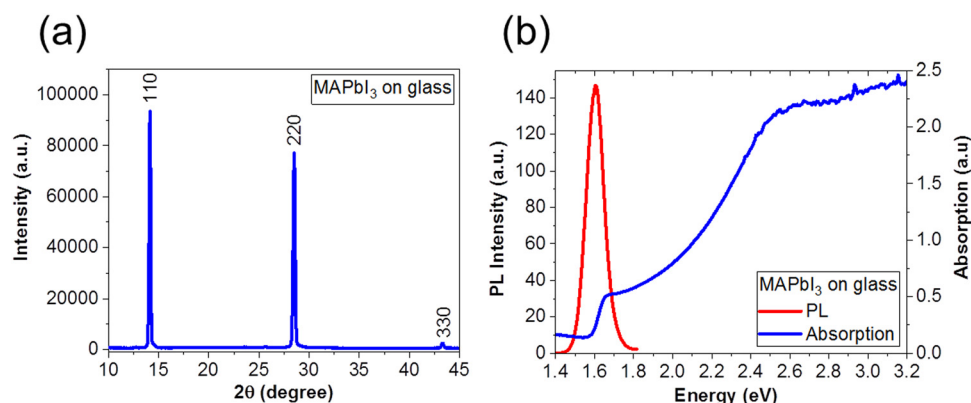 (a)
MAPbI₃ on glass
110
220
330
Intensity (a.u.)
100000
80000
60000
40000
20000
0
10 15 20 25 30 35 40 45
2θ (degree)
(b)
PL Intensity (a.u.)
140
120
100
80
60
40
20
0
MAPbI₃ on glass
PL
Absorption
2.5
2.0
1.5
1.0
0.5
0.0
Absorption (a.u)
1.4 1.6 1.8 2.0 2.2 2.4 2.6 2.8 3.0 3.2
Energy (eV)